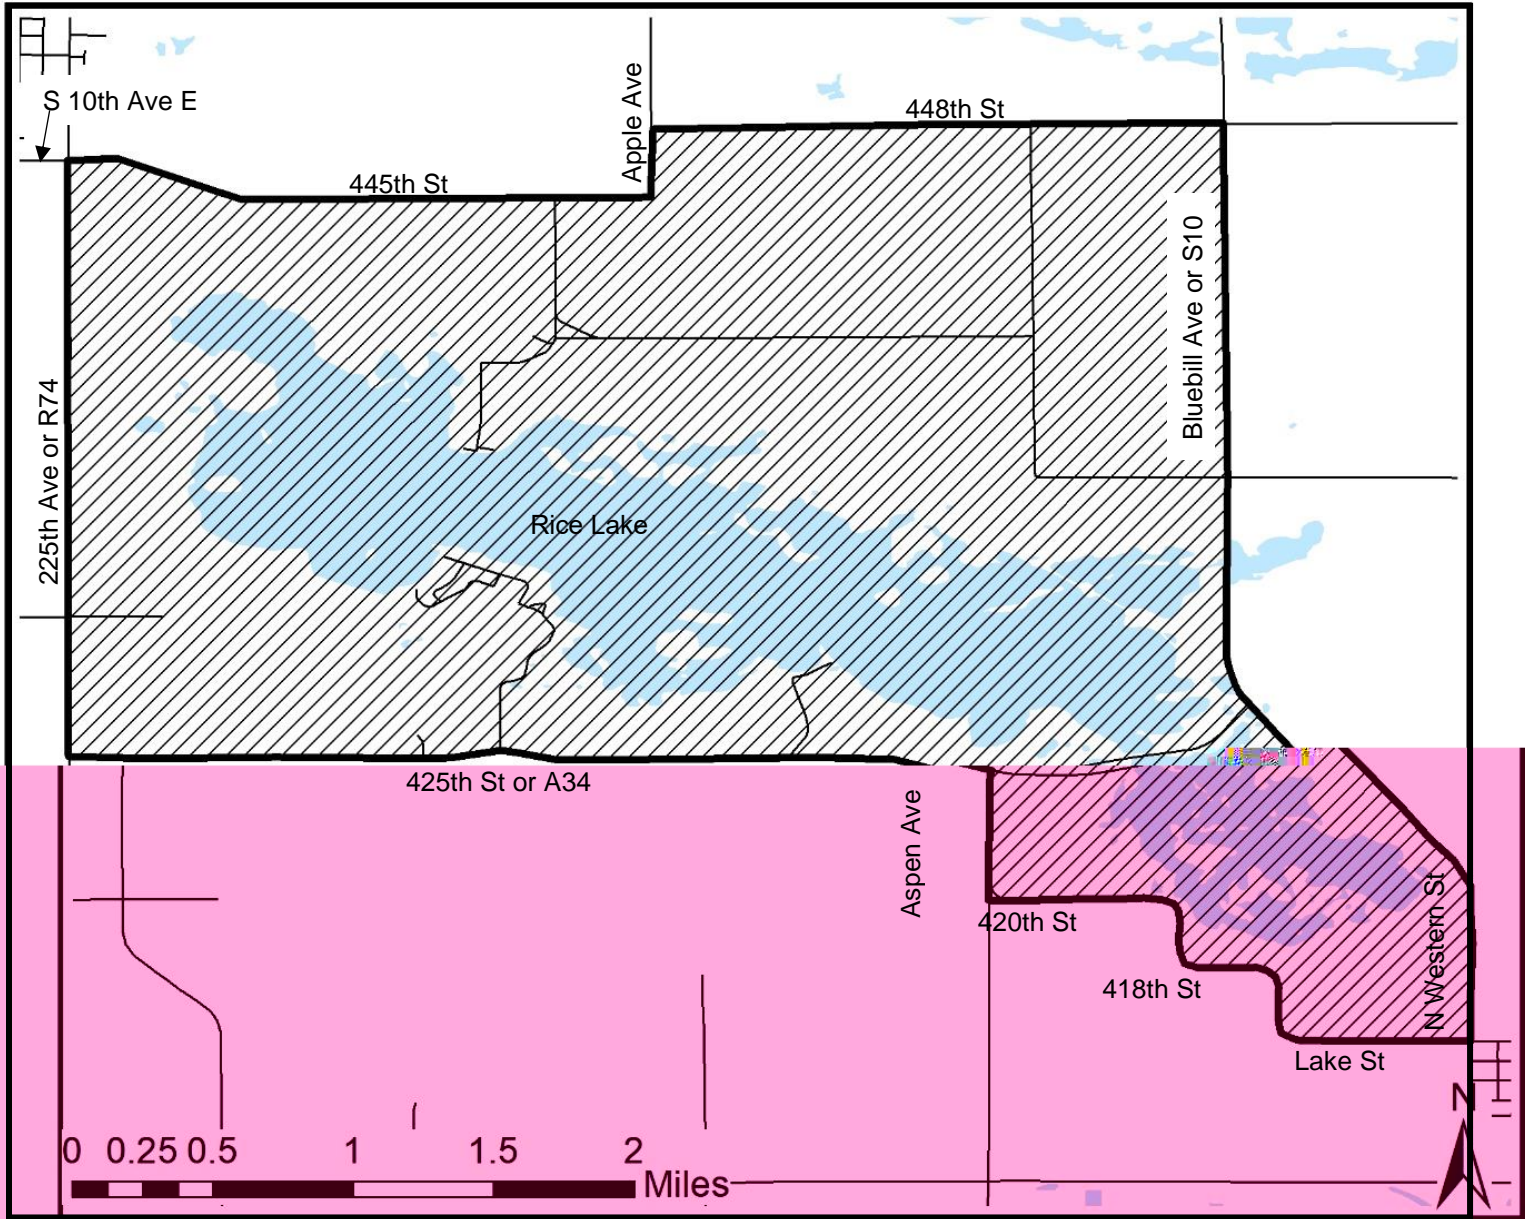 S 10th Ave E
Apple Ave
448th St
445th St
Bluebill Ave or S10
225th Ave or R74
Rice Lake
425th St or A34
Aspen Ave
420th St
N Western St
418th St
Lake St
N
0 0.25 0.5 1 1.5 2
Miles